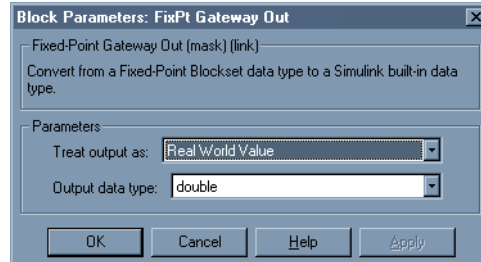 Block Parameters: FixPt Gateway Out
Fixed-Point Gateway Out (mask) (link)
Convert from a Fixed-Point Blockset data type to a Simulink built-in data
type.
Parameters
Treat output as: Real World Value
Output data type: double
OK Cancel Help Apply